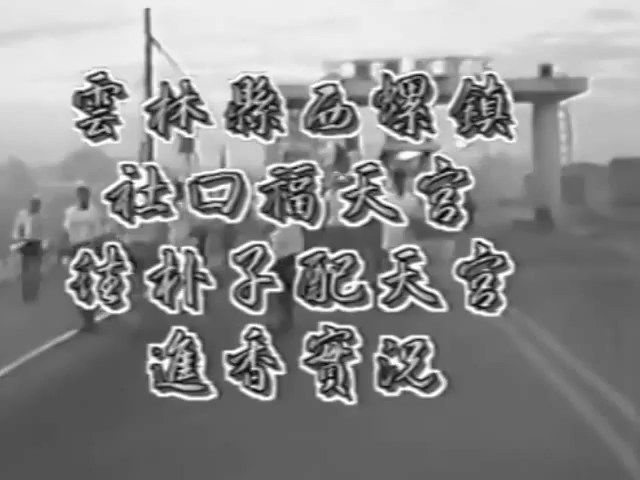 雲林縣西螺鎮
社口福天宮
往朴子配天宮
進香實況